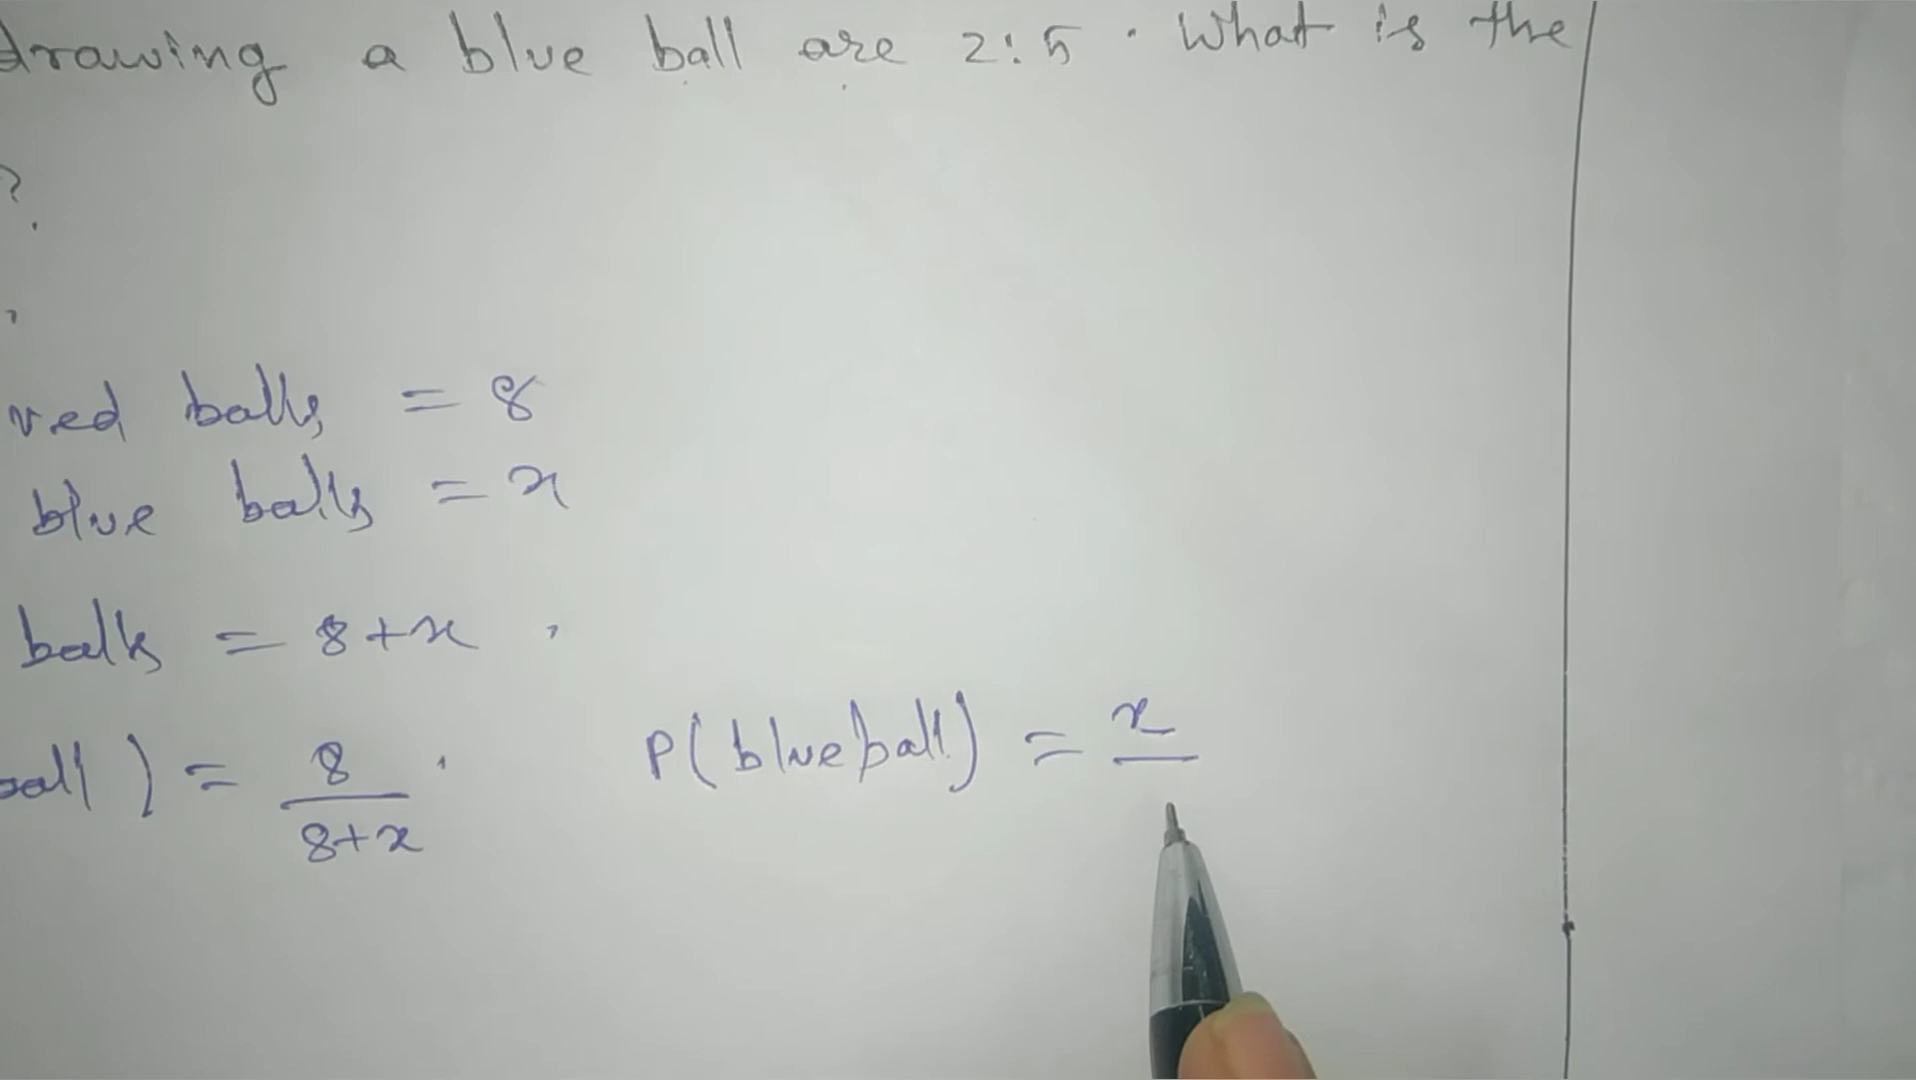 drawing a blue ball are 2:5. What is the
?
red balls = 8
blue balls = x
balls = 8+x,
ball) = 8/8+x, P(blue ball) = x/